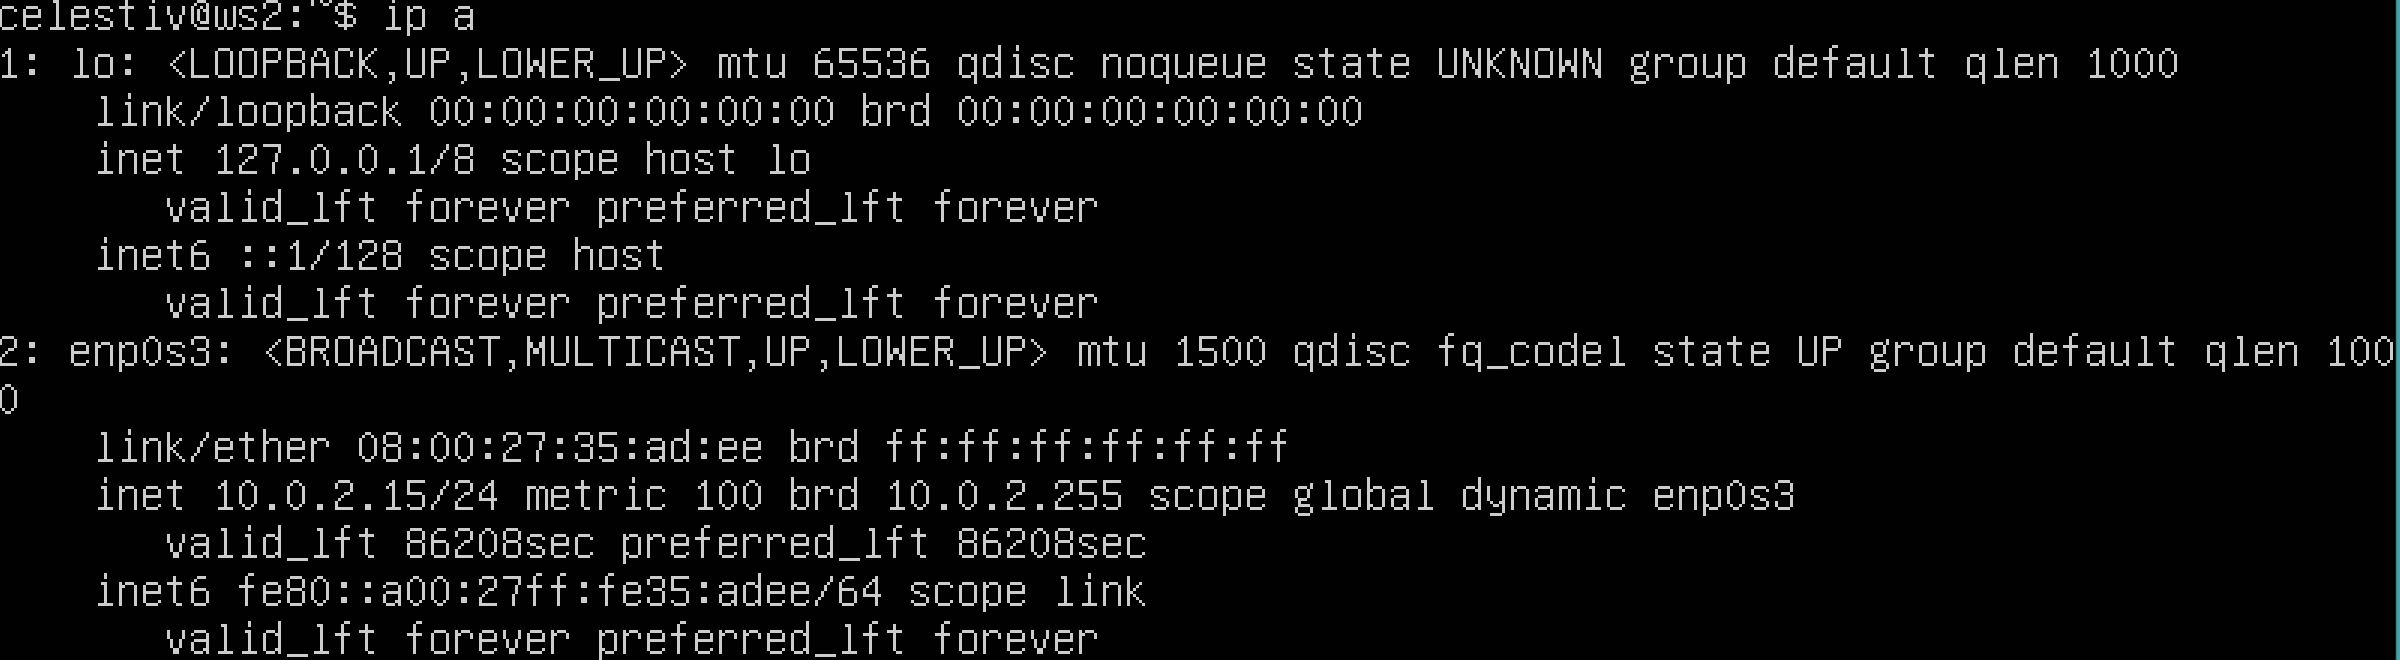 celestiv@ws2:~$ ip a
1: lo: <LOOPBACK,UP,LOWER_UP> mtu 65536 qdisc noqueue state UNKNOWN group default qlen 1000
    link/loopback 00:00:00:00:00:00 brd 00:00:00:00:00:00
    inet 127.0.0.1/8 scope host lo
       valid_lft forever preferred_lft forever
    inet6 ::1/128 scope host
       valid_lft forever preferred_lft forever
2: enp0s3: <BROADCAST,MULTICAST,UP,LOWER_UP> mtu 1500 qdisc fq_codel state UP group default qlen 100
0
    link/ether 08:00:27:35:ad:ee brd ff:ff:ff:ff:ff:ff
    inet 10.0.2.15/24 metric 100 brd 10.0.2.255 scope global dynamic enp0s3
       valid_lft 86208sec preferred_lft 86208sec
    inet6 fe80::a00:27ff:fe35:adee/64 scope link
       valid_lft forever preferred_lft forever